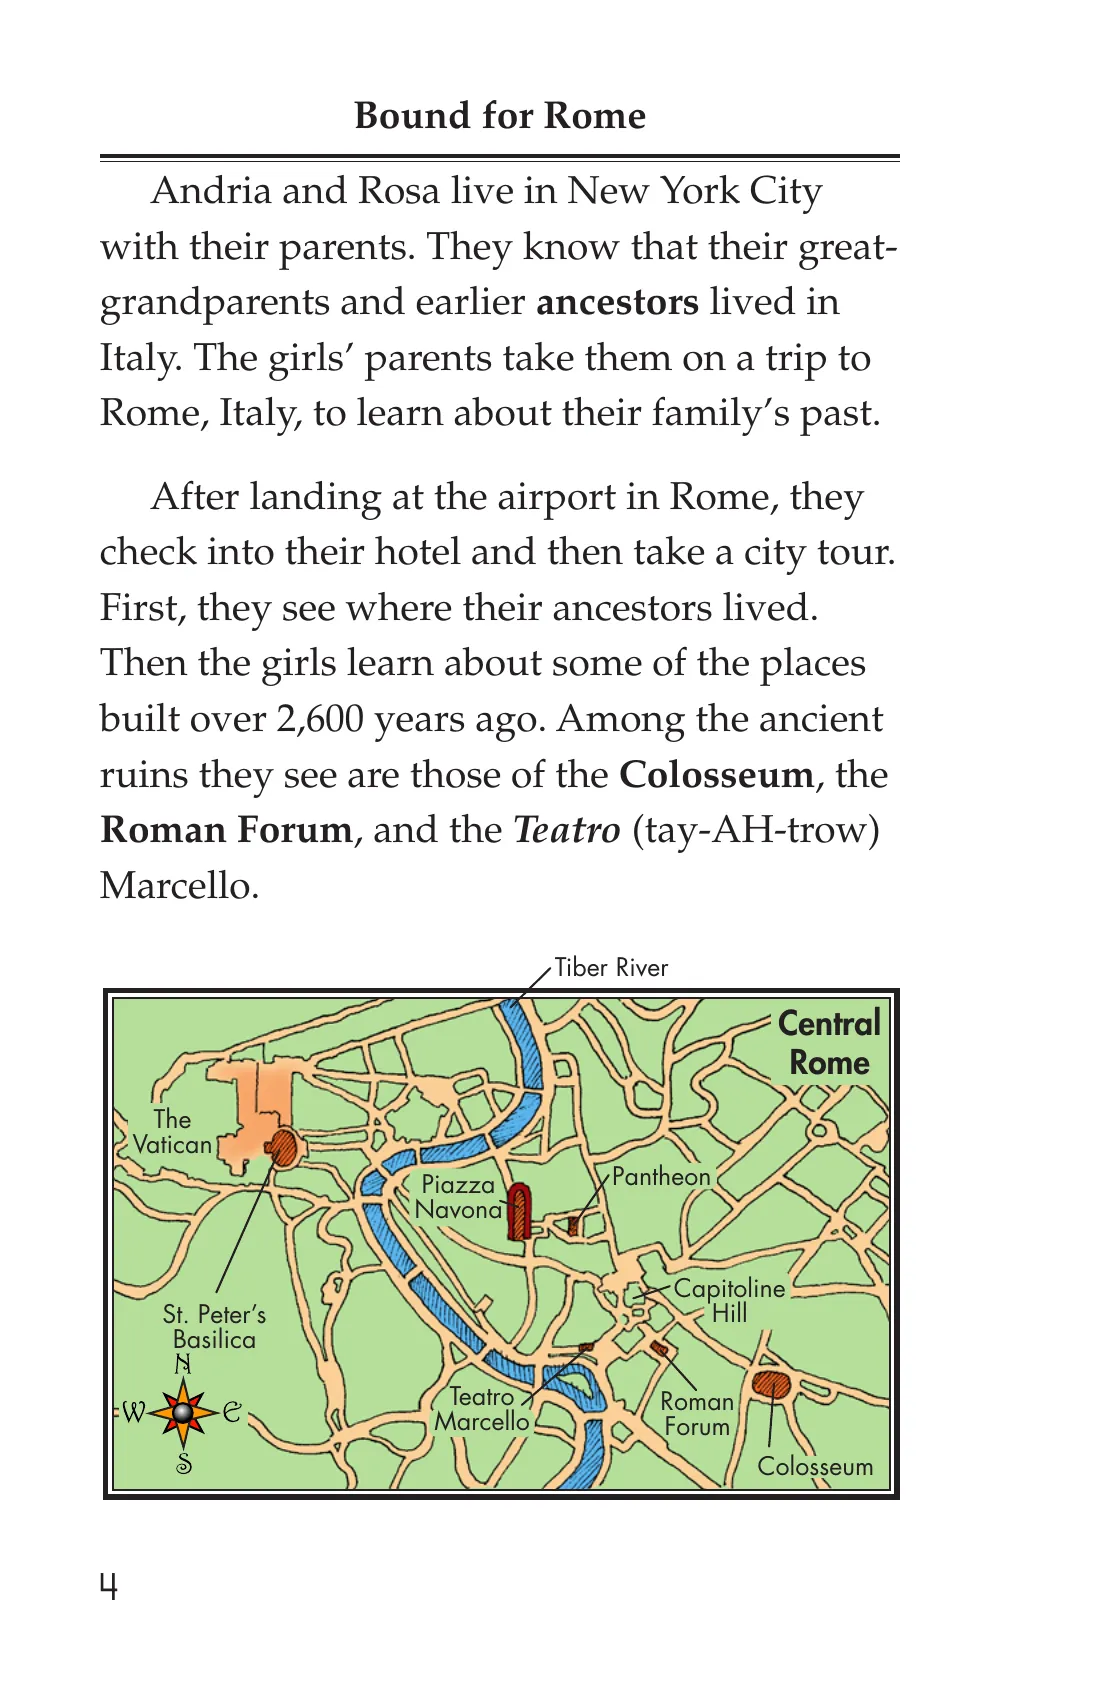 Bound for Rome
Andria and Rosa live in New York City
with their parents. They know that their great-
grandparents and earlier ancestors lived in
Italy. The girls’ parents take them on a trip to
Rome, Italy, to learn about their family’s past.
After landing at the airport in Rome, they
check into their hotel and then take a city tour.
First, they see where their ancestors lived.
Then the girls learn about some of the places
built over 2,600 years ago. Among the ancient
ruins they see are those of the Colosseum, the
Roman Forum, and the Teatro (tay-AH-trow)
Marcello.
Tiber River
Central
Rome
The
Vatican
Piazza
Navona
Pantheon
Capitoline
Hill
St. Peter’s
Basilica
N
W E
S
Teatro
Marcello
Roman
Forum
Colosseum
4